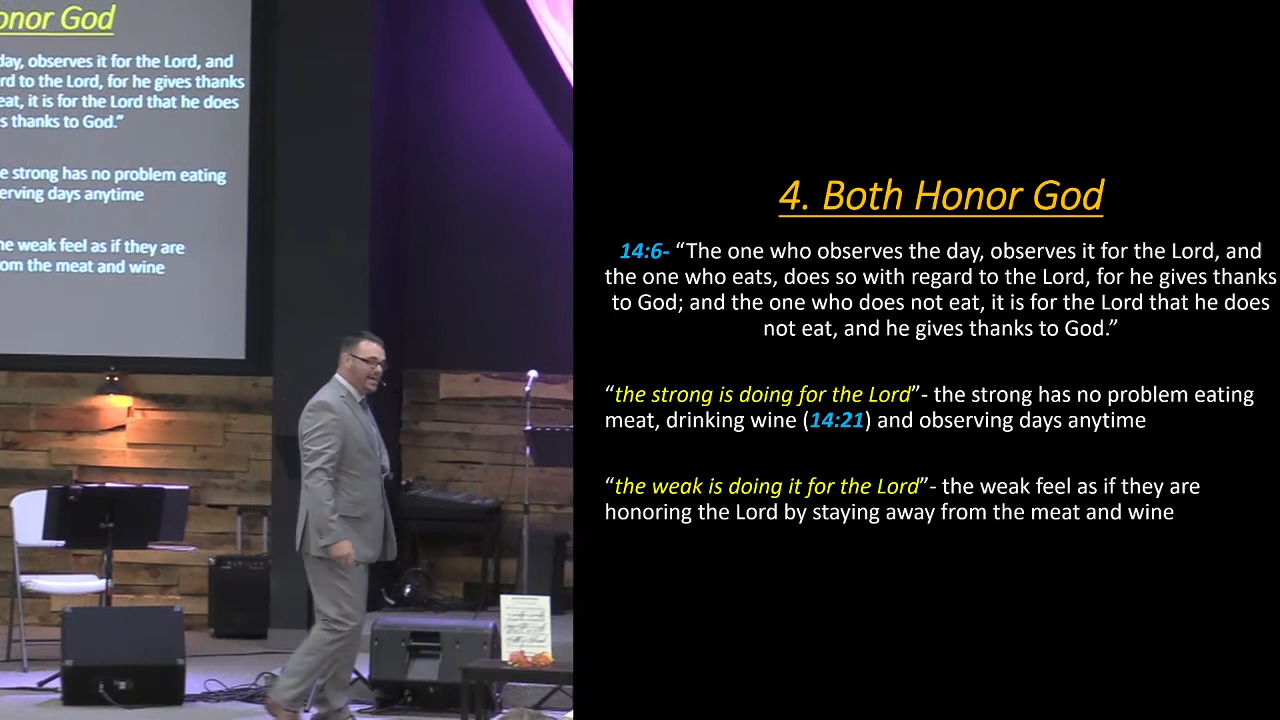 onor God
day, observes it for the Lord, and
rd to the Lord, for he gives thanks
eat, it is for the Lord that he does
s thanks to God.”
e strong has no problem eating
erving days anytime
he weak feel as if they are
om the meat and wine
4. Both Honor God
14:6- “The one who observes the day, observes it for the Lord, and
the one who eats, does so with regard to the Lord, for he gives thanks
to God; and the one who does not eat, it is for the Lord that he does
not eat, and he gives thanks to God.”
“the strong is doing for the Lord”- the strong has no problem eating
meat, drinking wine (14:21) and observing days anytime
“the weak is doing it for the Lord”- the weak feel as if they are
honoring the Lord by staying away from the meat and wine